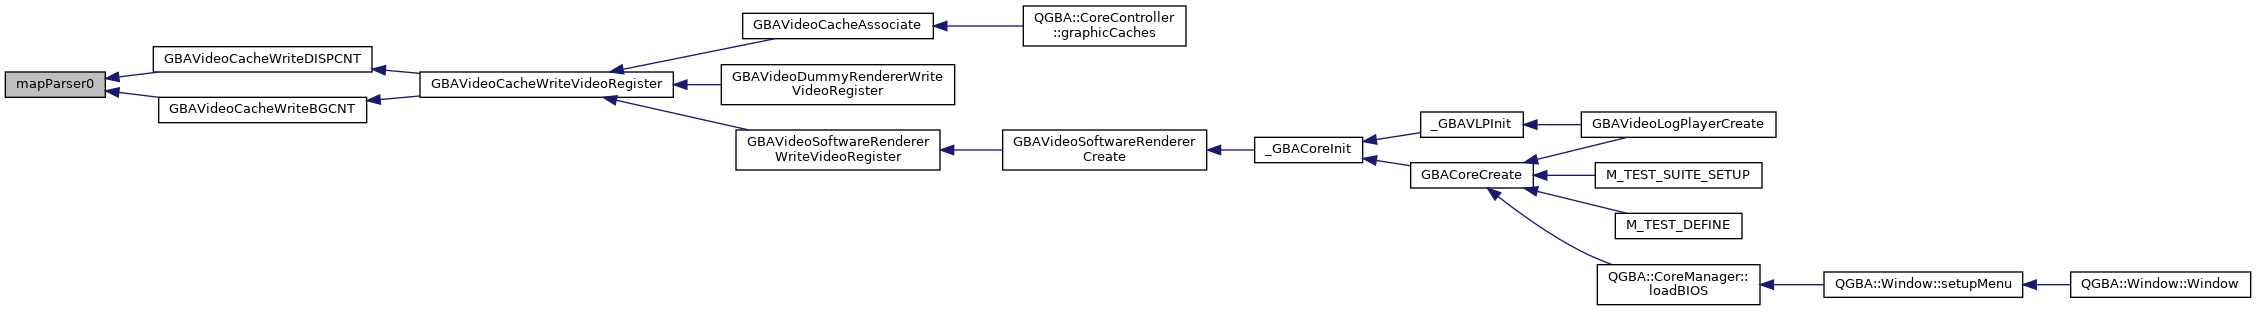 mapParser0
GBAVideoCacheWriteDISPCNT
GBAVideoCacheWriteBGCNT
GBAVideoCacheWriteVideoRegister
GBAVideoCacheAssociate
QGBA::CoreController
::graphicCaches
GBAVideoDummyRendererWrite
VideoRegister
GBAVideoSoftwareRenderer
WriteVideoRegister
GBAVideoSoftwareRenderer
Create
_GBACoreInit
_GBAVLPInit
GBAVideoLogPlayerCreate
GBACoreCreate
M_TEST_SUITE_SETUP
M_TEST_DEFINE
QGBA::CoreManager::
loadBIOS
QGBA::Window::setupMenu
QGBA::Window::Window